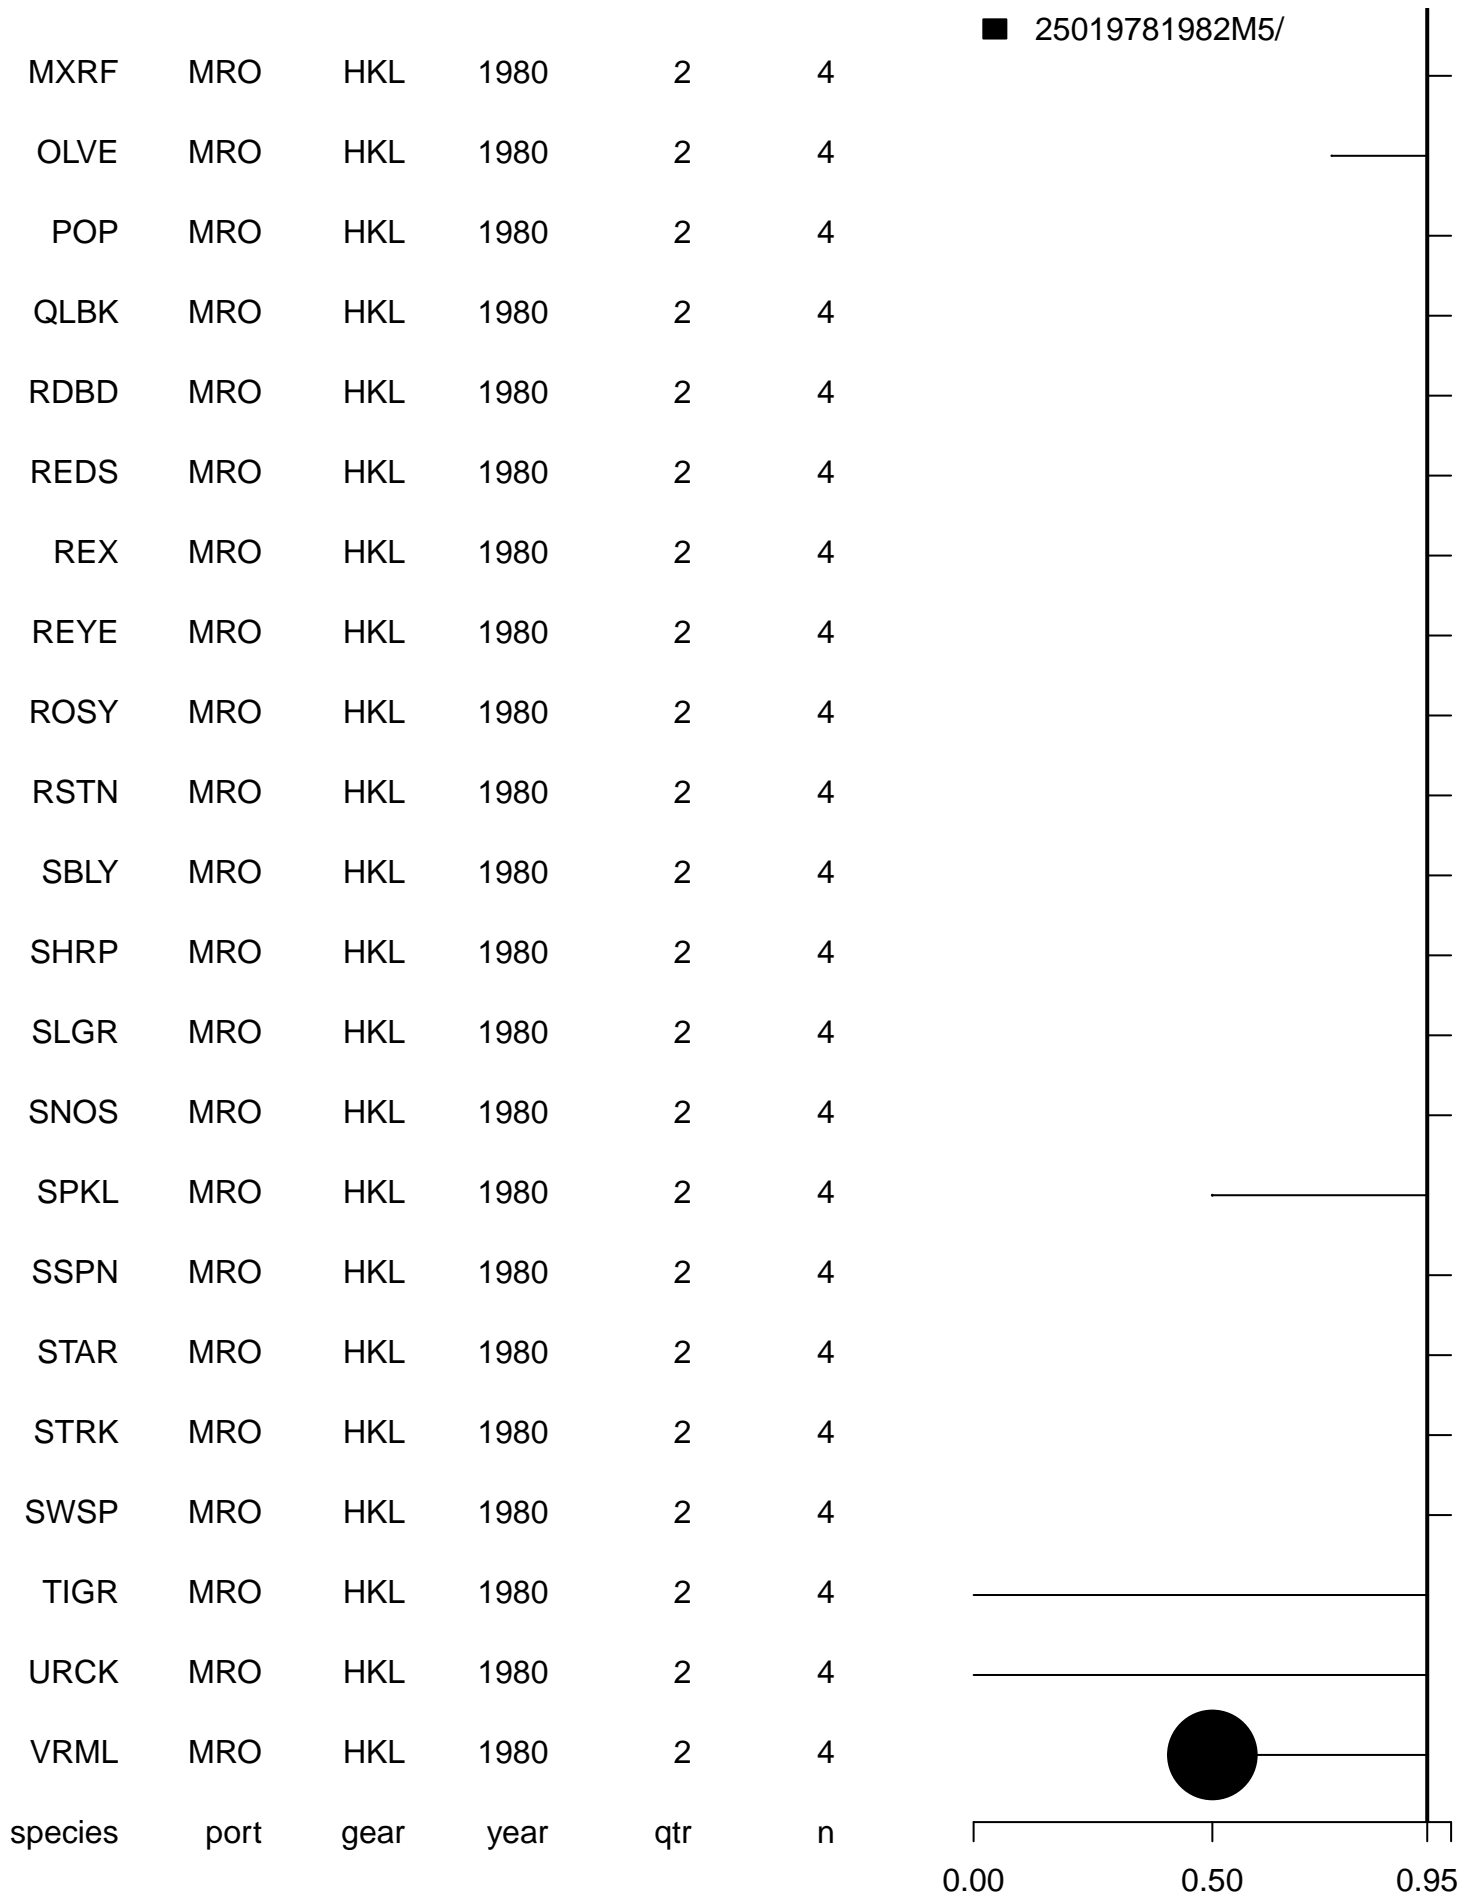 25019781982M5/
MXRF MRO HKL 1980 2 4
OLVE MRO HKL 1980 2 4
POP MRO HKL 1980 2 4
QLBK MRO HKL 1980 2 4
RDBD MRO HKL 1980 2 4
REDS MRO HKL 1980 2 4
REX MRO HKL 1980 2 4
REYE MRO HKL 1980 2 4
ROSY MRO HKL 1980 2 4
RSTN MRO HKL 1980 2 4
SBLY MRO HKL 1980 2 4
SHRP MRO HKL 1980 2 4
SLGR MRO HKL 1980 2 4
SNOS MRO HKL 1980 2 4
SPKL MRO HKL 1980 2 4
SSPN MRO HKL 1980 2 4
STAR MRO HKL 1980 2 4
STRK MRO HKL 1980 2 4
SWSP MRO HKL 1980 2 4
TIGR MRO HKL 1980 2 4
URCK MRO HKL 1980 2 4
VRML MRO HKL 1980 2 4
species port gear year qtr n
0.00 0.50 0.95